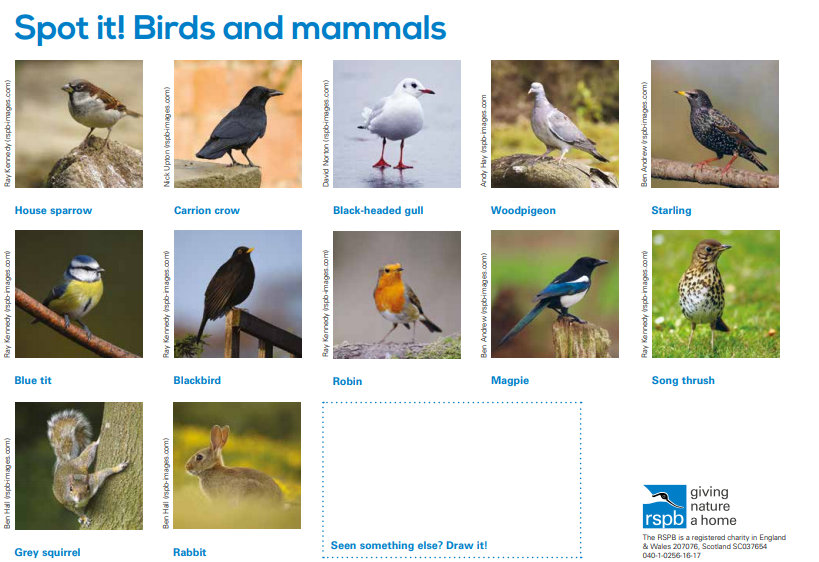 Spot it! Birds and mammals
Ray Kennedy (rspb-images.com)
Nick Upton (rspb-images.com)
David Norton (rspb-images.com)
Andy Hay (rspb-images.com)
Ben Andrew (rspb-images.com)
House sparrow
Carrion crow
Black-headed gull
Woodpigeon
Starling
Ray Kennedy (rspb-images.com)
Ray Kennedy (rspb-images.com)
Ray Kennedy (rspb-images.com)
Ben Andrew (rspb-images.com)
Ray Kennedy (rspb-images.com)
Blue tit
Blackbird
Robin
Magpie
Song thrush
Ben Hall (rspb-images.com)
Ben Hall (rspb-images.com)
Grey squirrel
Rabbit
Seen something else? Draw it!
rspb
giving
nature
a home
The RSPB is a registered charity in England
& Wales 207076, Scotland SC037654
040-1-0256-16-17